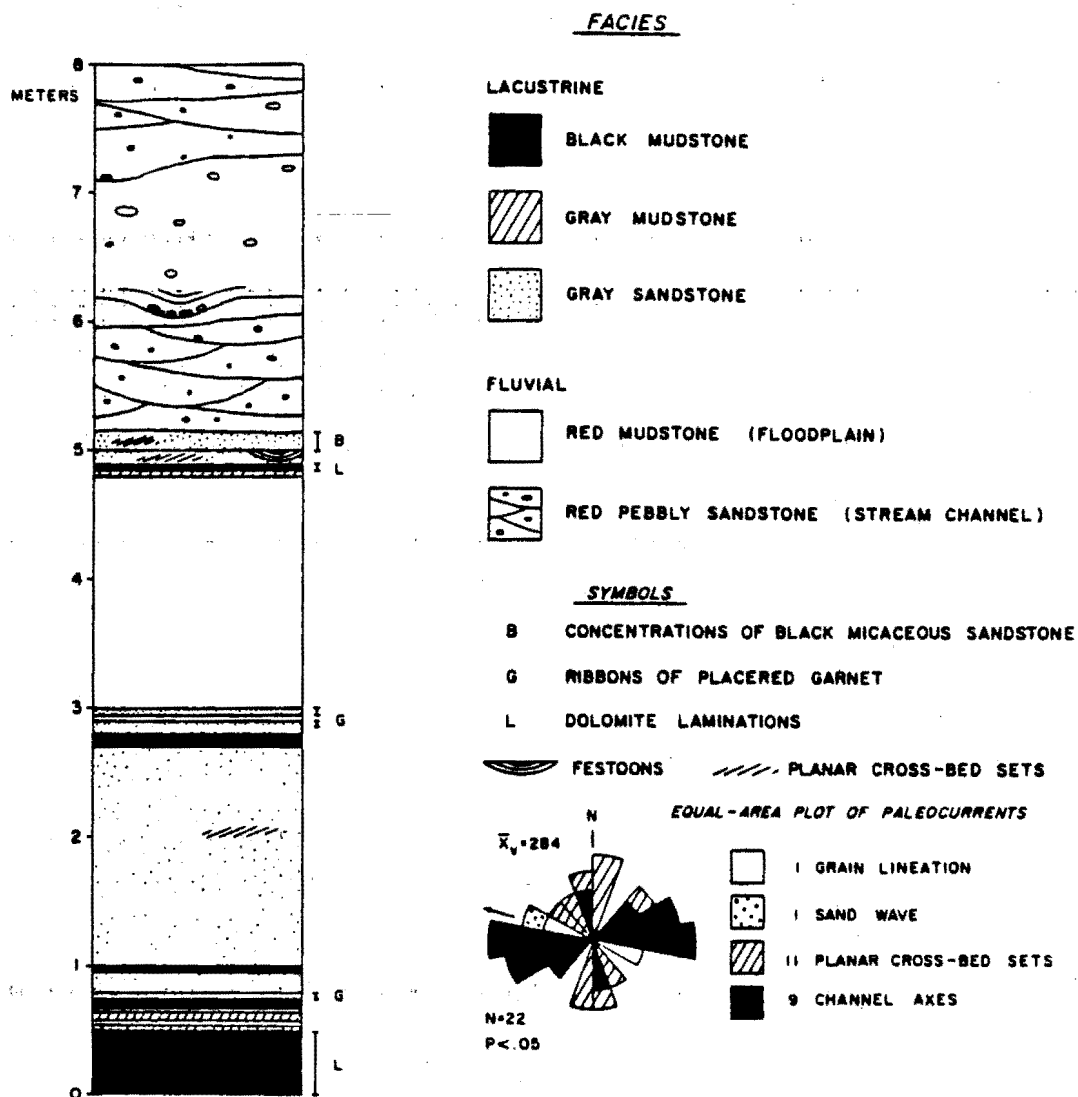 FACIES
8
METERS
7
6
5
4
3
2
1
0
B
L
G
G
L
LACUSTRINE
BLACK MUDSTONE
GRAY MUDSTONE
GRAY SANDSTONE
FLUVIAL
RED MUDSTONE (FLOODPLAIN)
RED PEBBLY SANDSTONE (STREAM CHANNEL)
SYMBOLS
B CONCENTRATIONS OF BLACK MICACEOUS SANDSTONE
G RIBBONS OF PLACERED GARNET
L DOLOMITE LAMINATIONS
FESTOONS PLANAR CROSS-BED SETS
EQUAL-AREA PLOT OF PALEOCURRENTS
N
X̄v=284
1 GRAIN LINEATION
1 SAND WAVE
11 PLANAR CROSS-BED SETS
9 CHANNEL AXES
N=22
P<.05